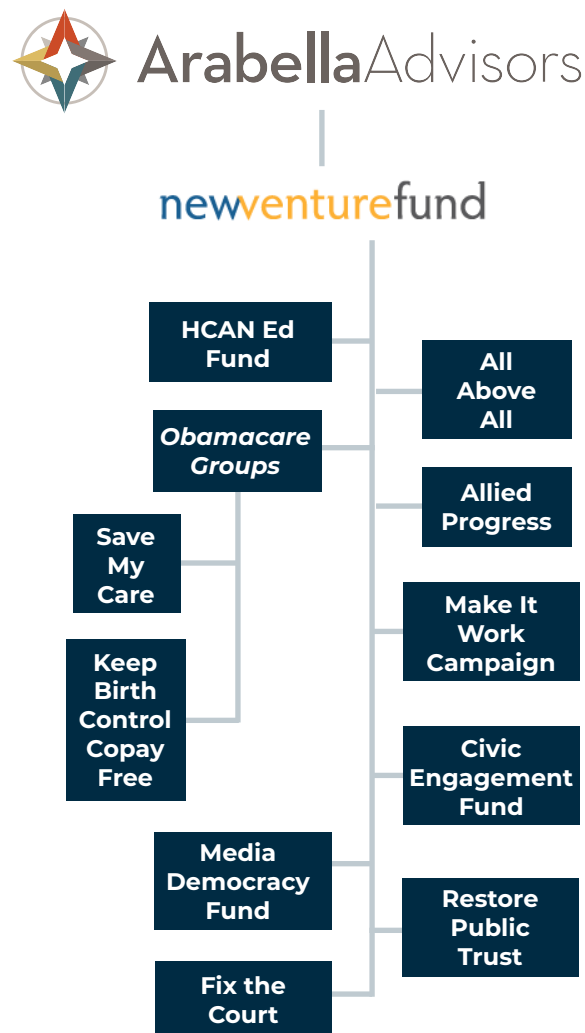 ArabellaAdvisors
newventurefund
HCAN Ed
Fund
All
Above
All
Obamacare
Groups
Allied
Progress
Save
My
Care
Make It
Work
Campaign
Keep
Birth
Control
Copay
Free
Civic
Engagement
Fund
Media
Democracy
Fund
Restore
Public
Trust
Fix the
Court